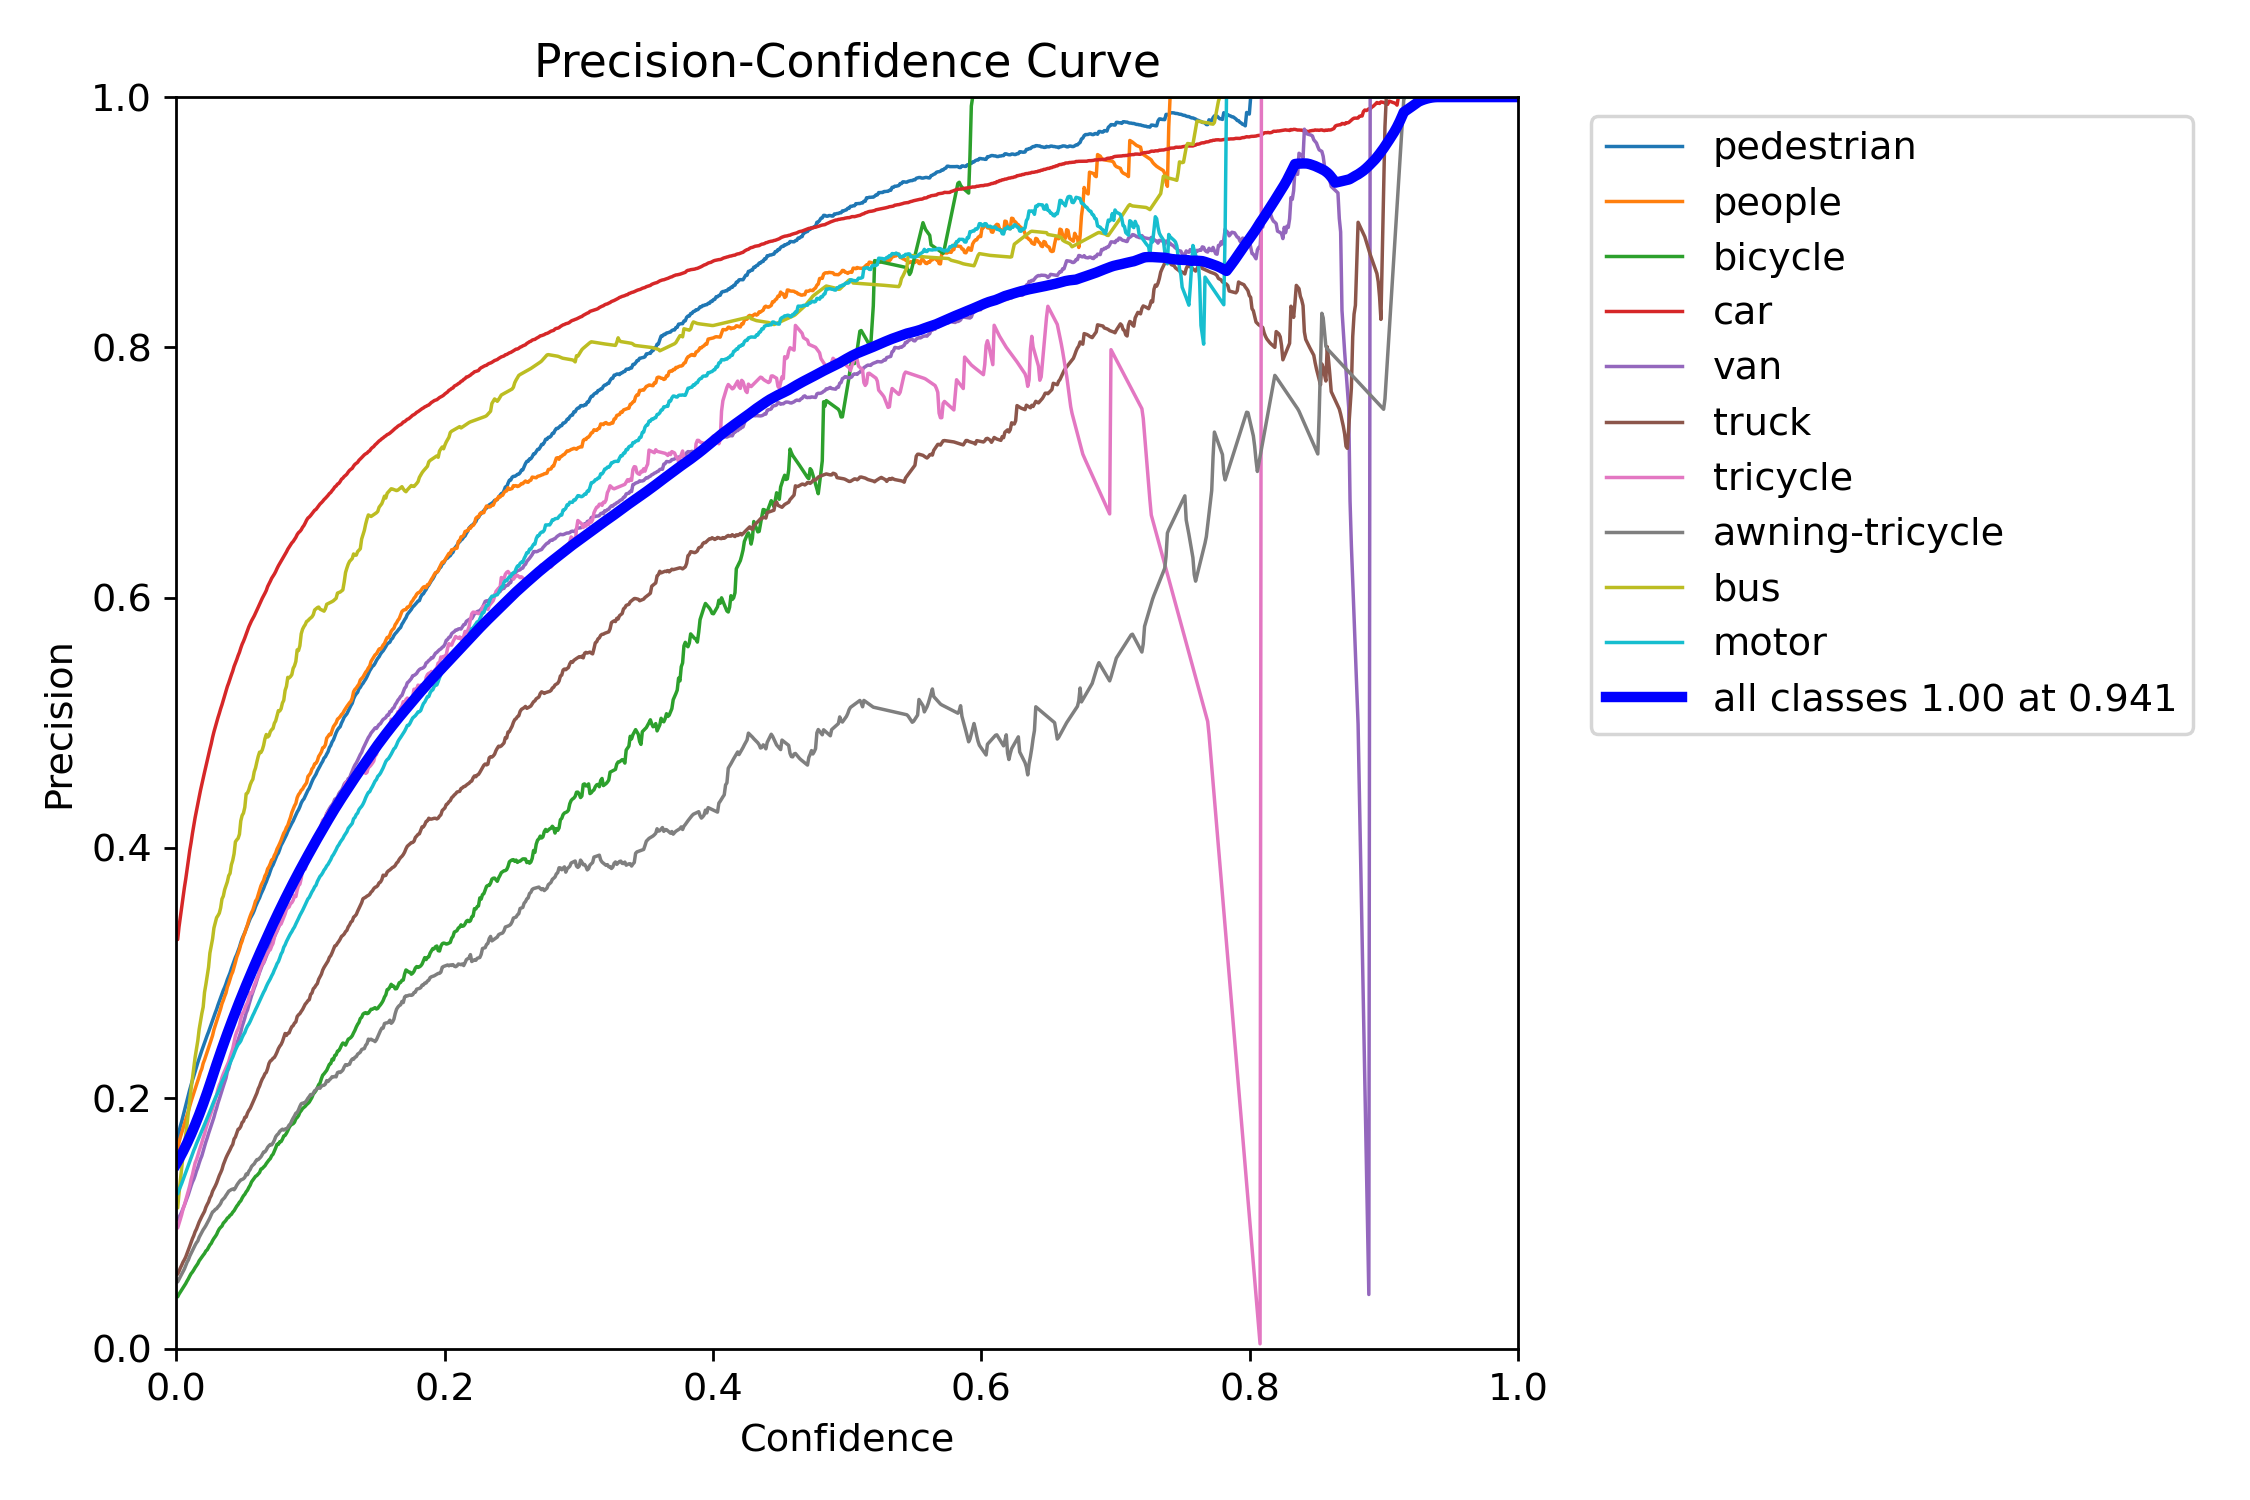 Precision-Confidence Curve
1.0
0.8
0.6
0.4
0.2
0.0
Precision
0.0 0.2 0.4 0.6 0.8 1.0
Confidence
pedestrian
people
bicycle
car
van
truck
tricycle
awning-tricycle
bus
motor
all classes 1.00 at 0.941